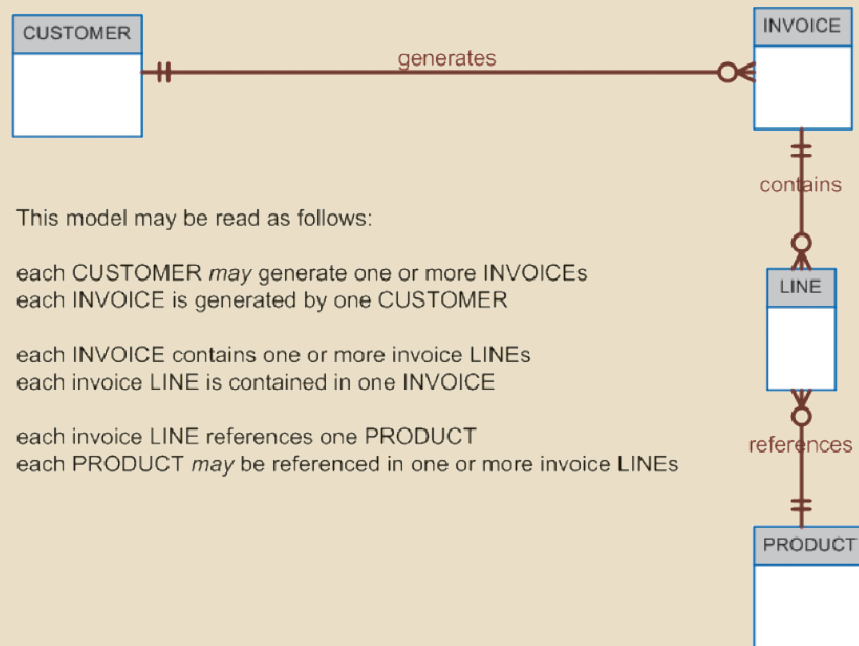 CUSTOMER
INVOICE
generates
contains
This model may be read as follows:
each CUSTOMER may generate one or more INVOICEs
each INVOICE is generated by one CUSTOMER
LINE
each INVOICE contains one or more invoice LINEs
each invoice LINE is contained in one INVOICE
each invoice LINE references one PRODUCT
each PRODUCT may be referenced in one or more invoice LINEs
references
PRODUCT